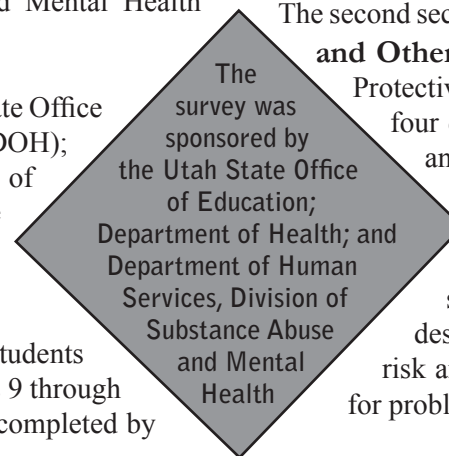 d Mental Health
ate Office
DOH);
of
tudents
9 through
completed by
The
survey was
sponsored by
the Utah State Office
of Education;
Department of Health; and
Department of Human
Services, Division of
Substance Abuse
and Mental
Health
The second sec
and Other
Protectiv
four
an
des
risk a
for probl